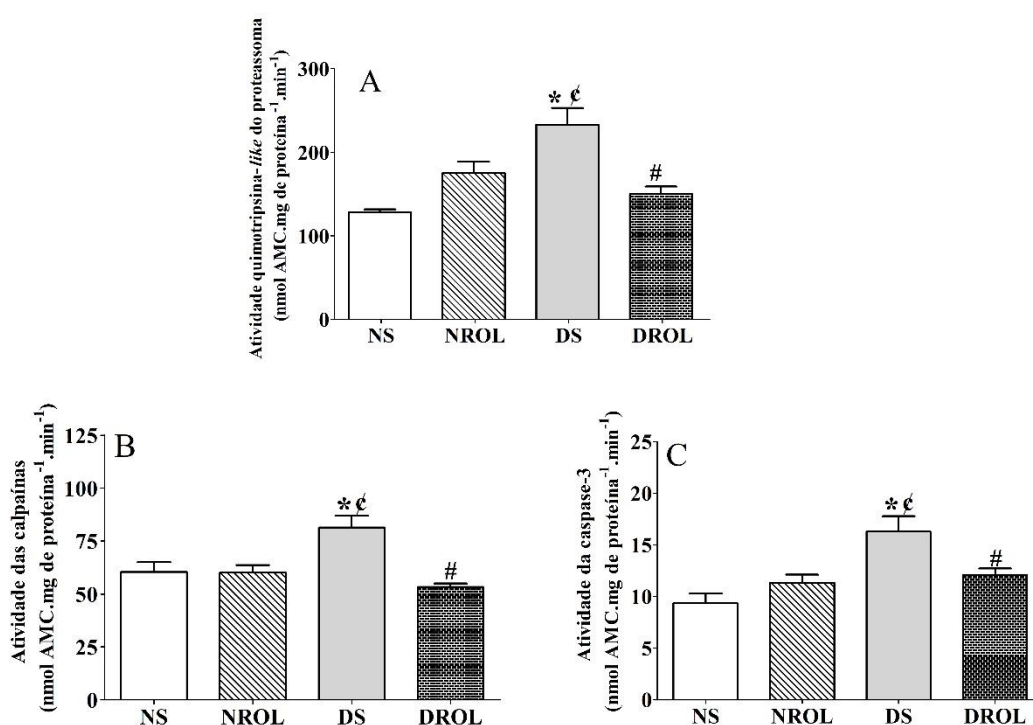 A
Atividade quimotripsina-like do proteassoma
(nmol AMC.mg de proteína ⁻¹.min⁻¹)
300
200
100
0
* ¢
#
NS NROL DS DROL
B
Atividade das calpaínas
(nmol AMC.mg de proteína⁻¹.min⁻¹)
125
100
75
50
25
0
*¢
#
NS NROL DS DROL
C
Atividade da caspase-3
(nmol AMC.mg de proteína⁻¹.min⁻¹)
25
20
15
10
5
0
*¢
#
NS NROL DS DROL